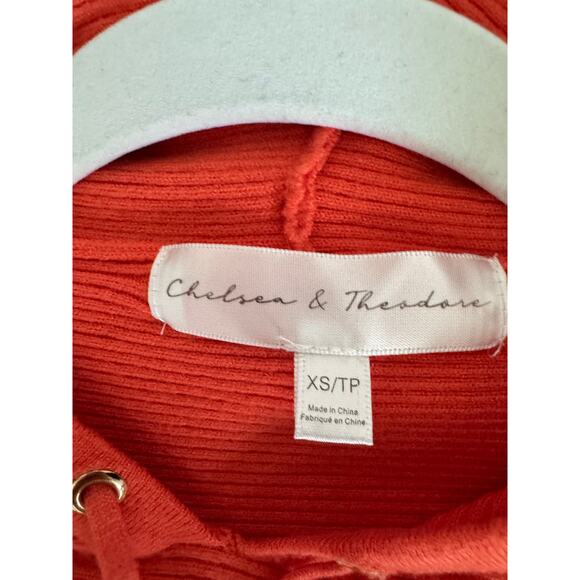 Chelsea & Theodore
XS/TP
Made in China
Fabriqué en Chine